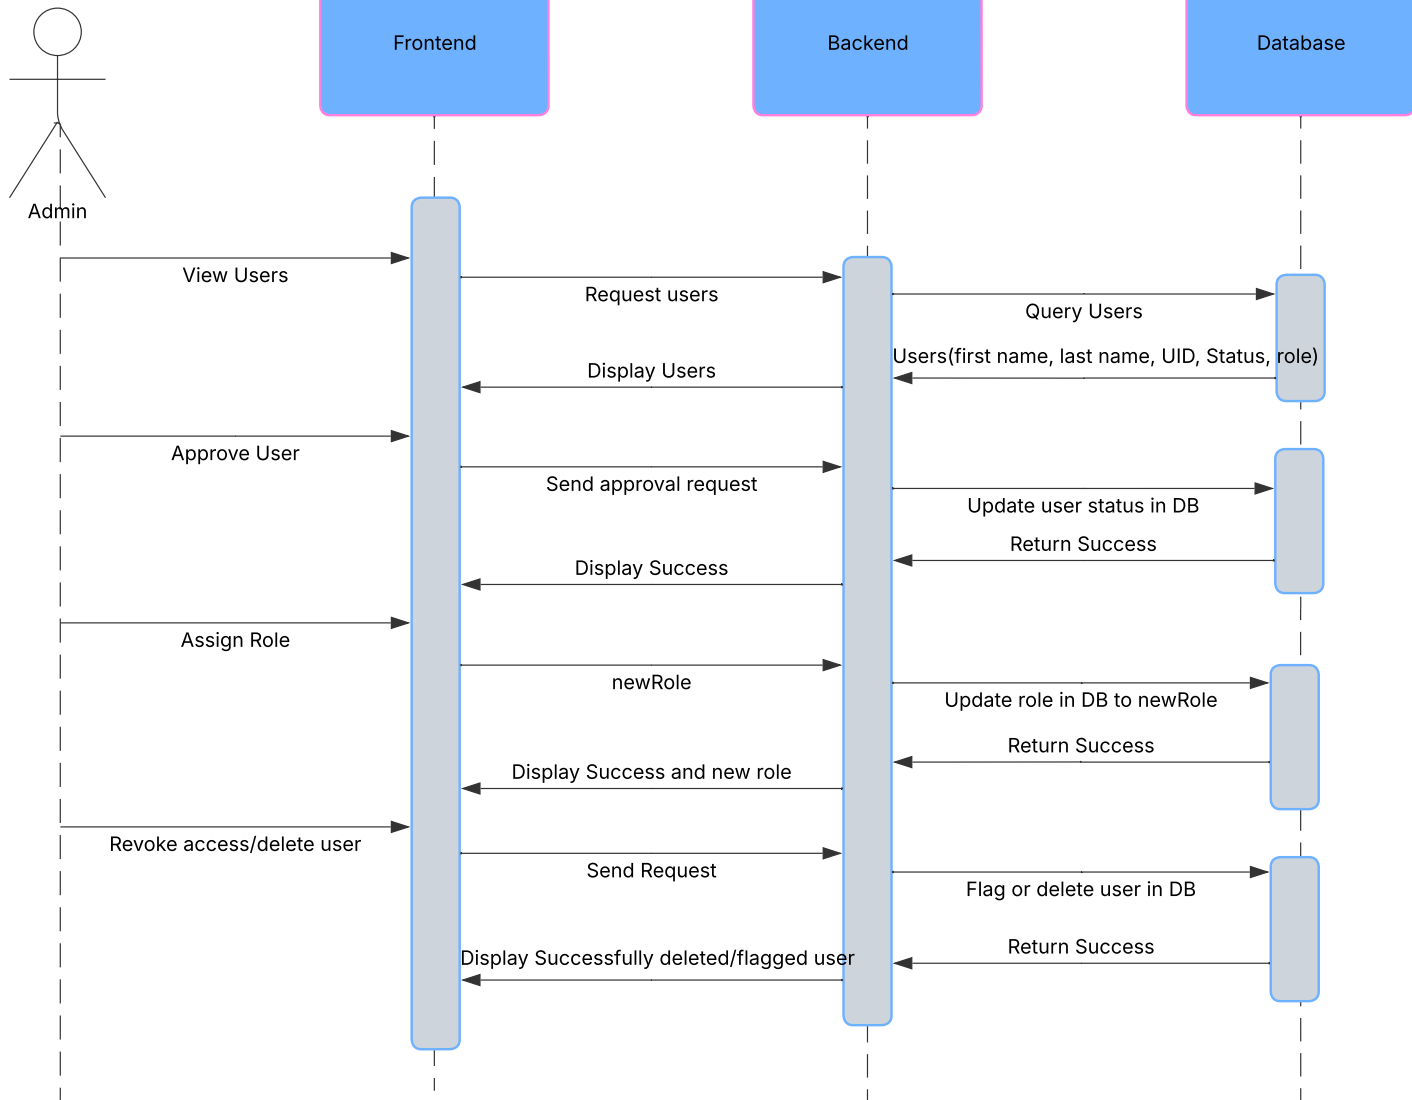 Frontend
Backend
Database
Admin
View Users
Request users
Query Users
Users(first name, last name, UID, Status, role)
Display Users
Approve User
Send approval request
Update user status in DB
Return Success
Display Success
Assign Role
newRole
Update role in DB to newRole
Return Success
Display Success and new role
Revoke access/delete user
Send Request
Flag or delete user in DB
Return Success
Display Successfully deleted/flagged user